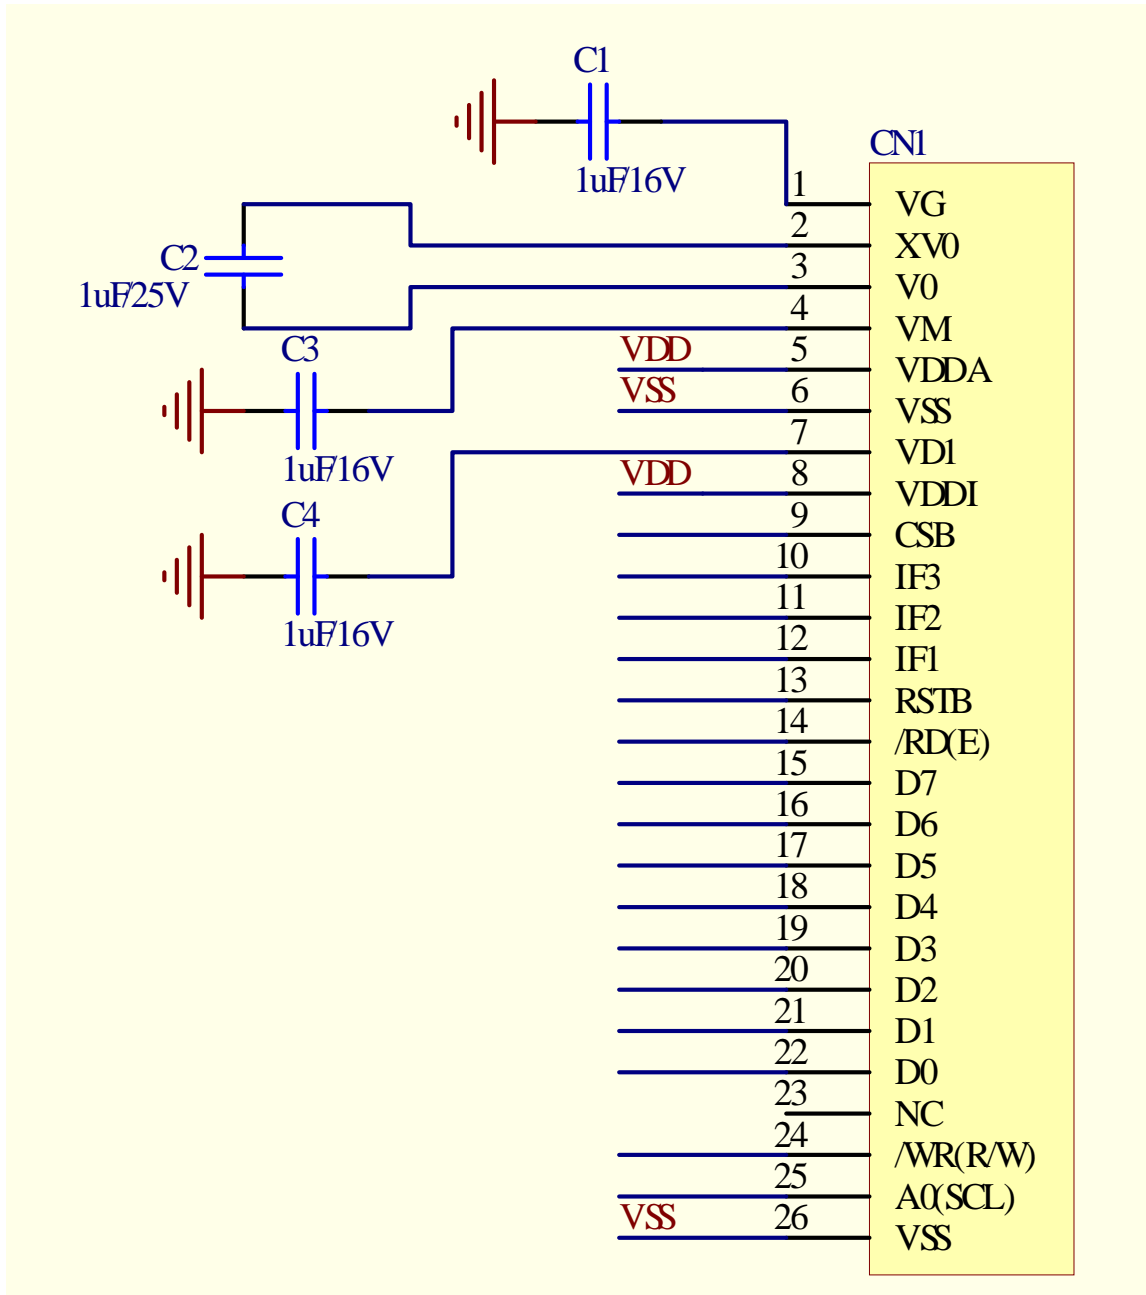 C1
1uF/16V
CN1
1 VG
2 XV0
C2
1uF/25V
3 V0
4 VM
C3
1uF/16V
VDD 5 VDDA
VSS 6 VSS
7 VD1
C4
1uF/16V
VDD 8 VDDI
9 CSB
10 IF3
11 IF2
12 IF1
13 RSTB
14 /RD(E)
15 D7
16 D6
17 D5
18 D4
19 D3
20 D2
21 D1
22 D0
23 NC
24 /WR(R/W)
25 A0(SCL)
VSS 26 VSS